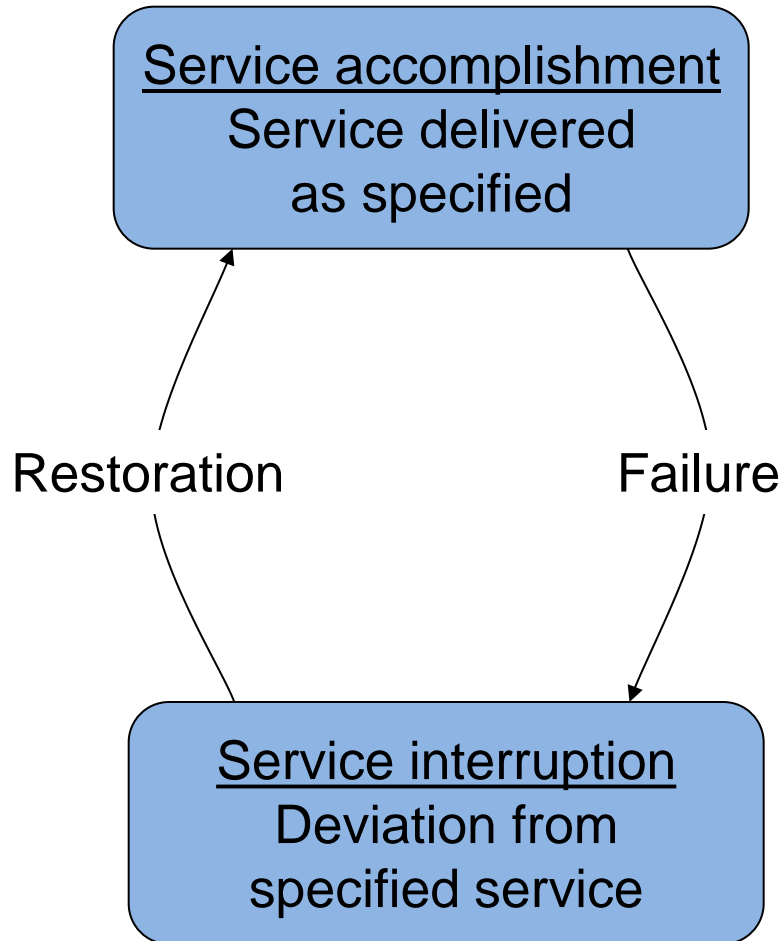 Service accomplishment
Service delivered
as specified
Restoration
Failure
Service interruption
Deviation from
specified service